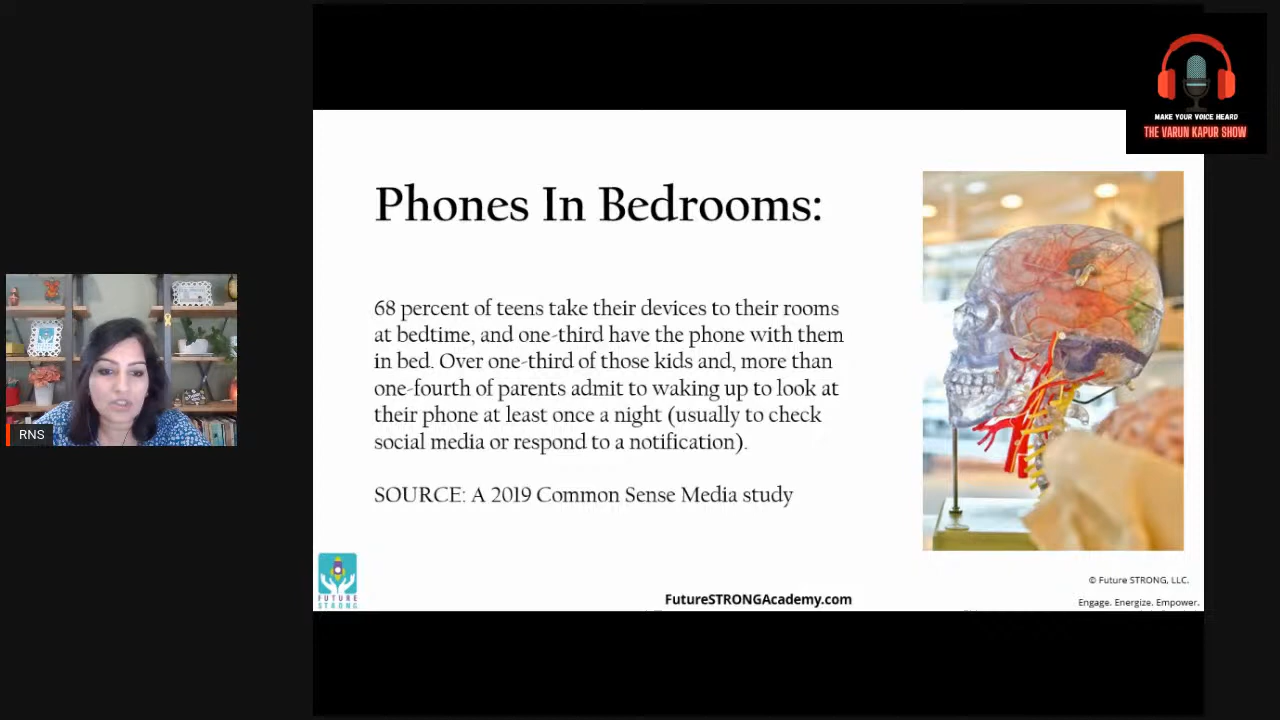 MAKE YOUR VOICE HEARD
THE VARUN KAPUR SHOW
Phones In Bedrooms:
68 percent of teens take their devices to their rooms
at bedtime, and one-third have the phone with them
in bed. Over one-third of those kids and, more than
one-fourth of parents admit to waking up to look at
their phone at least once a night (usually to check
social media or respond to a notification).
SOURCE: A 2019 Common Sense Media study
RNS
FUTURE
STRONG
FutureSTRONGAcademy.com
© Future STRONG, LLC.
Engage. Energize. Empower.